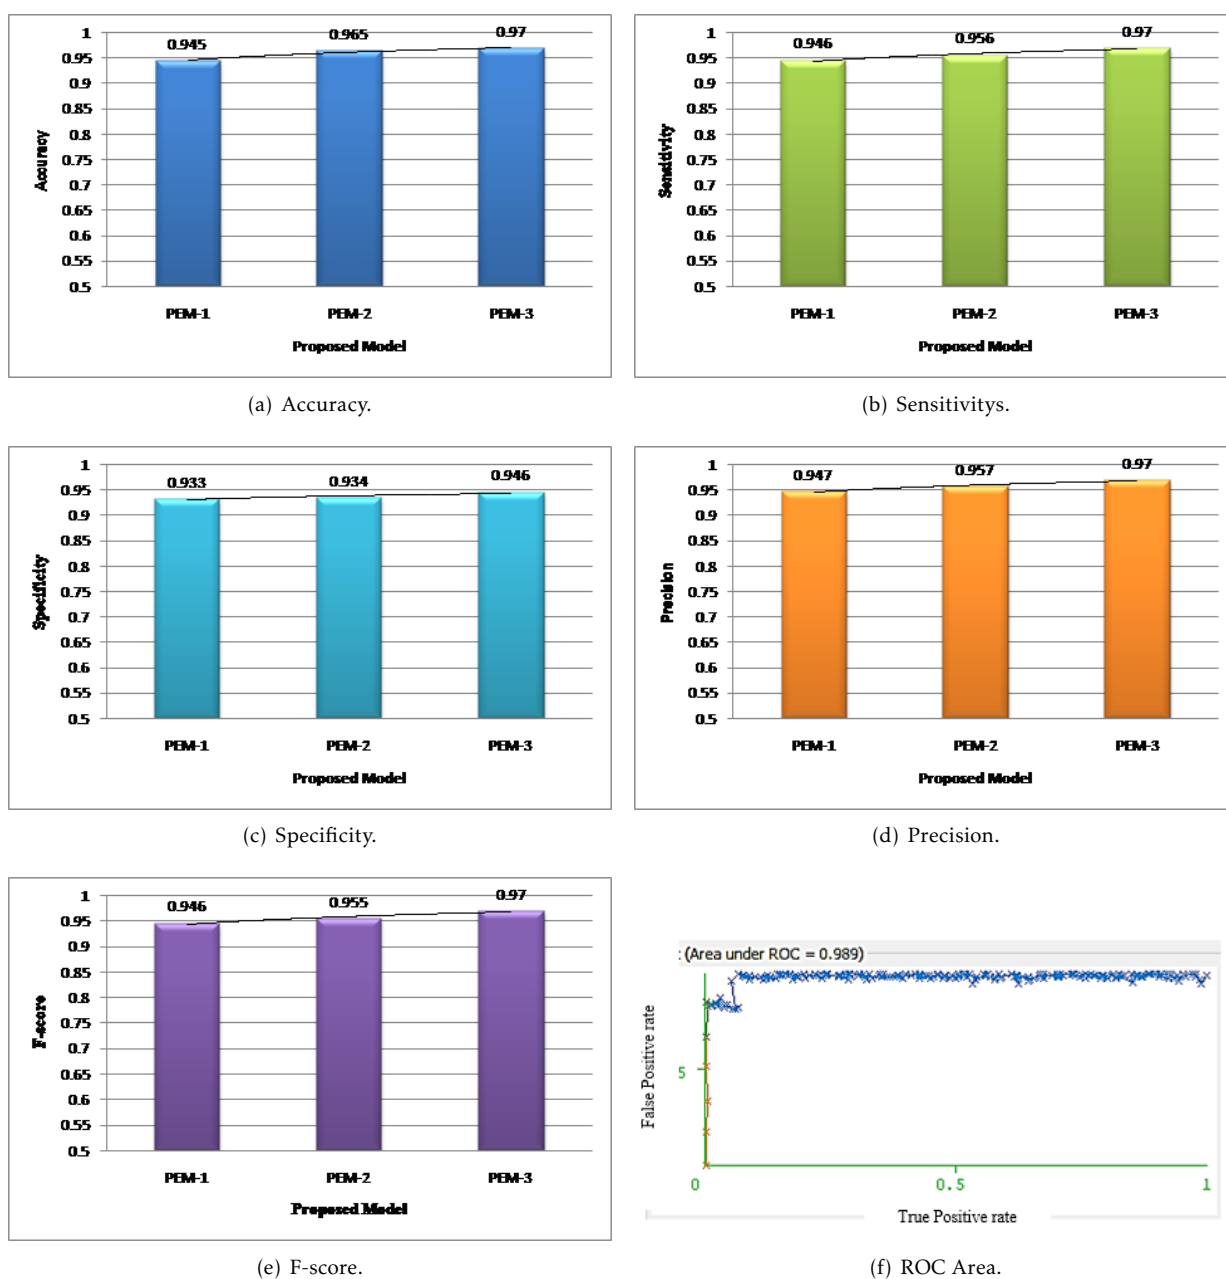 1
0.95
0.9
0.85
0.8
0.75
0.7
0.65
0.6
0.55
0.5
Accuracy
0.945
0.965
0.97
PEM-1 PEM-2 PEM-3
Proposed Model
(a) Accuracy.
1
0.95
0.9
0.85
0.8
0.75
0.7
0.65
0.6
0.55
0.5
Sensitivity
0.946
0.956
0.97
PEM-1 PEM-2 PEM-3
Proposed Model
(b) Sensitivitys.
1
0.95
0.9
0.85
0.8
0.75
0.7
0.65
0.6
0.55
0.5
Specificity
0.933
0.934
0.946
PEM-1 PEM-2 PEM-3
Proposed Model
(c) Specificity.
1
0.95
0.9
0.85
0.8
0.75
0.7
0.65
0.6
0.55
0.5
Precision
0.947
0.957
0.97
PEM-1 PEM-2 PEM-3
Proposed Model
(d) Precision.
1
0.95
0.9
0.85
0.8
0.75
0.7
0.65
0.6
0.55
0.5
F-score
0.946
0.955
0.97
PEM-1 PEM-2 PEM-3
Proposed Model
(e) F-score.
: (Area under ROC = 0.989)
False Positive rate
5
0 0.5 1
True Positive rate
(f) ROC Area.